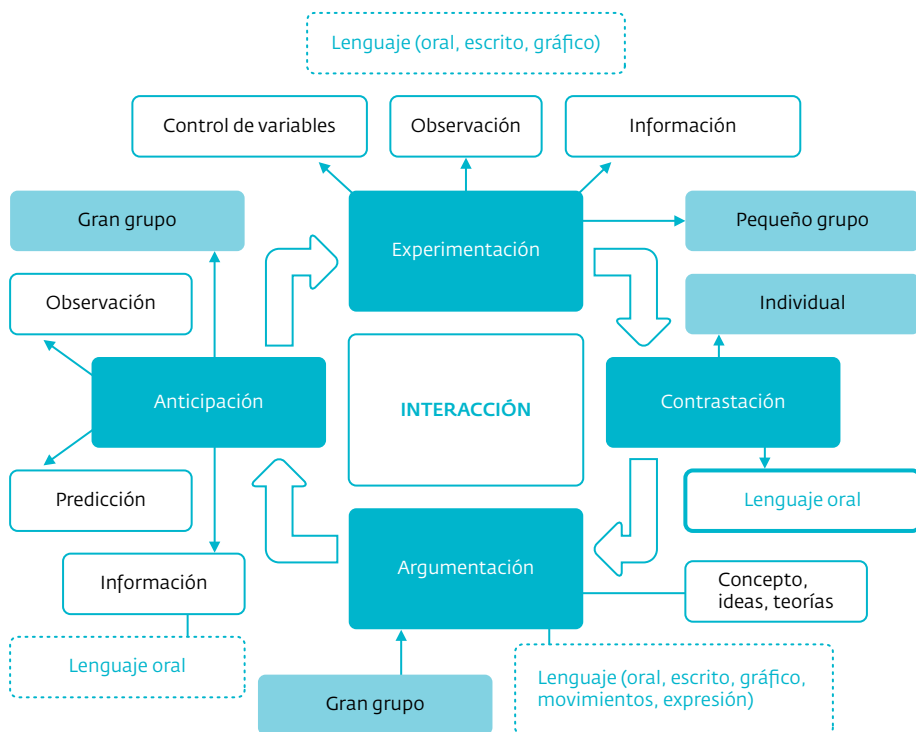 Lenguaje (oral, escrito, gráfico)
Control de variables
Observación
Información
Gran grupo
Experimentación
Pequeño grupo
Observación
Individual
Anticipación
INTERACCIÓN
Contrastación
Predicción
Lenguaje oral
Información
Argumentación
Concepto,
ideas, teorías
Lenguaje oral
Gran grupo
Lenguaje (oral, escrito, gráfico,
movimientos, expresión)